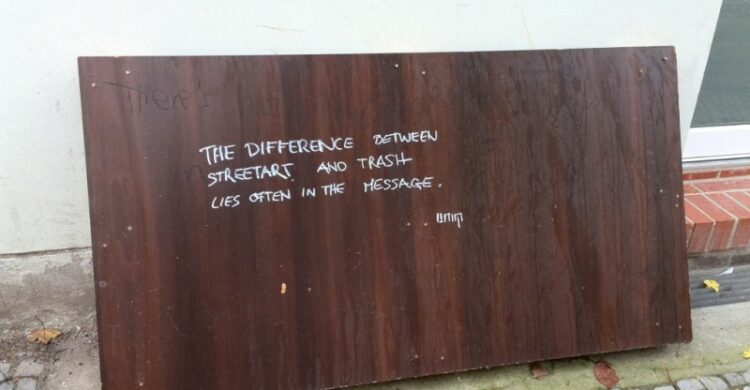 THE DIFFERENCE BETWEEN
STREETART AND TRASH
LIES OFTEN IN THE MESSAGE.